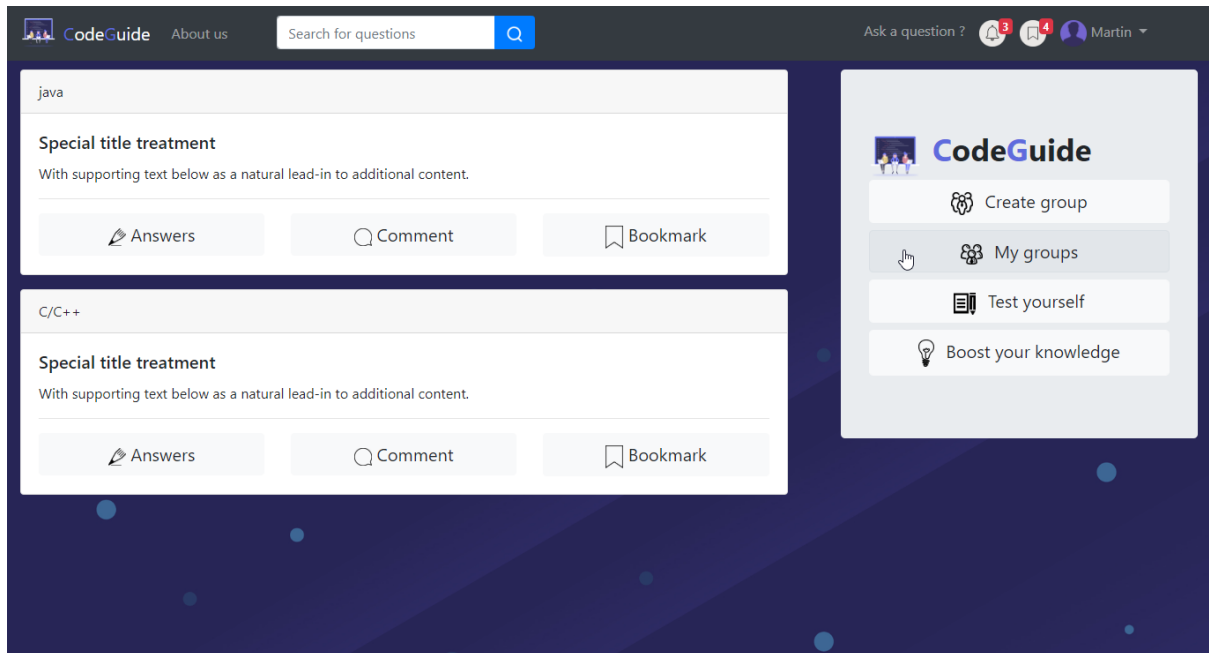 CodeGuide About us Search for questions Ask a question ? 3 4 Martin
java
Special title treatment
With supporting text below as a natural lead-in to additional content.
Answers Comment Bookmark
C/C++
Special title treatment
With supporting text below as a natural lead-in to additional content.
Answers Comment Bookmark
CodeGuide
Create group
My groups
Test yourself
Boost your knowledge